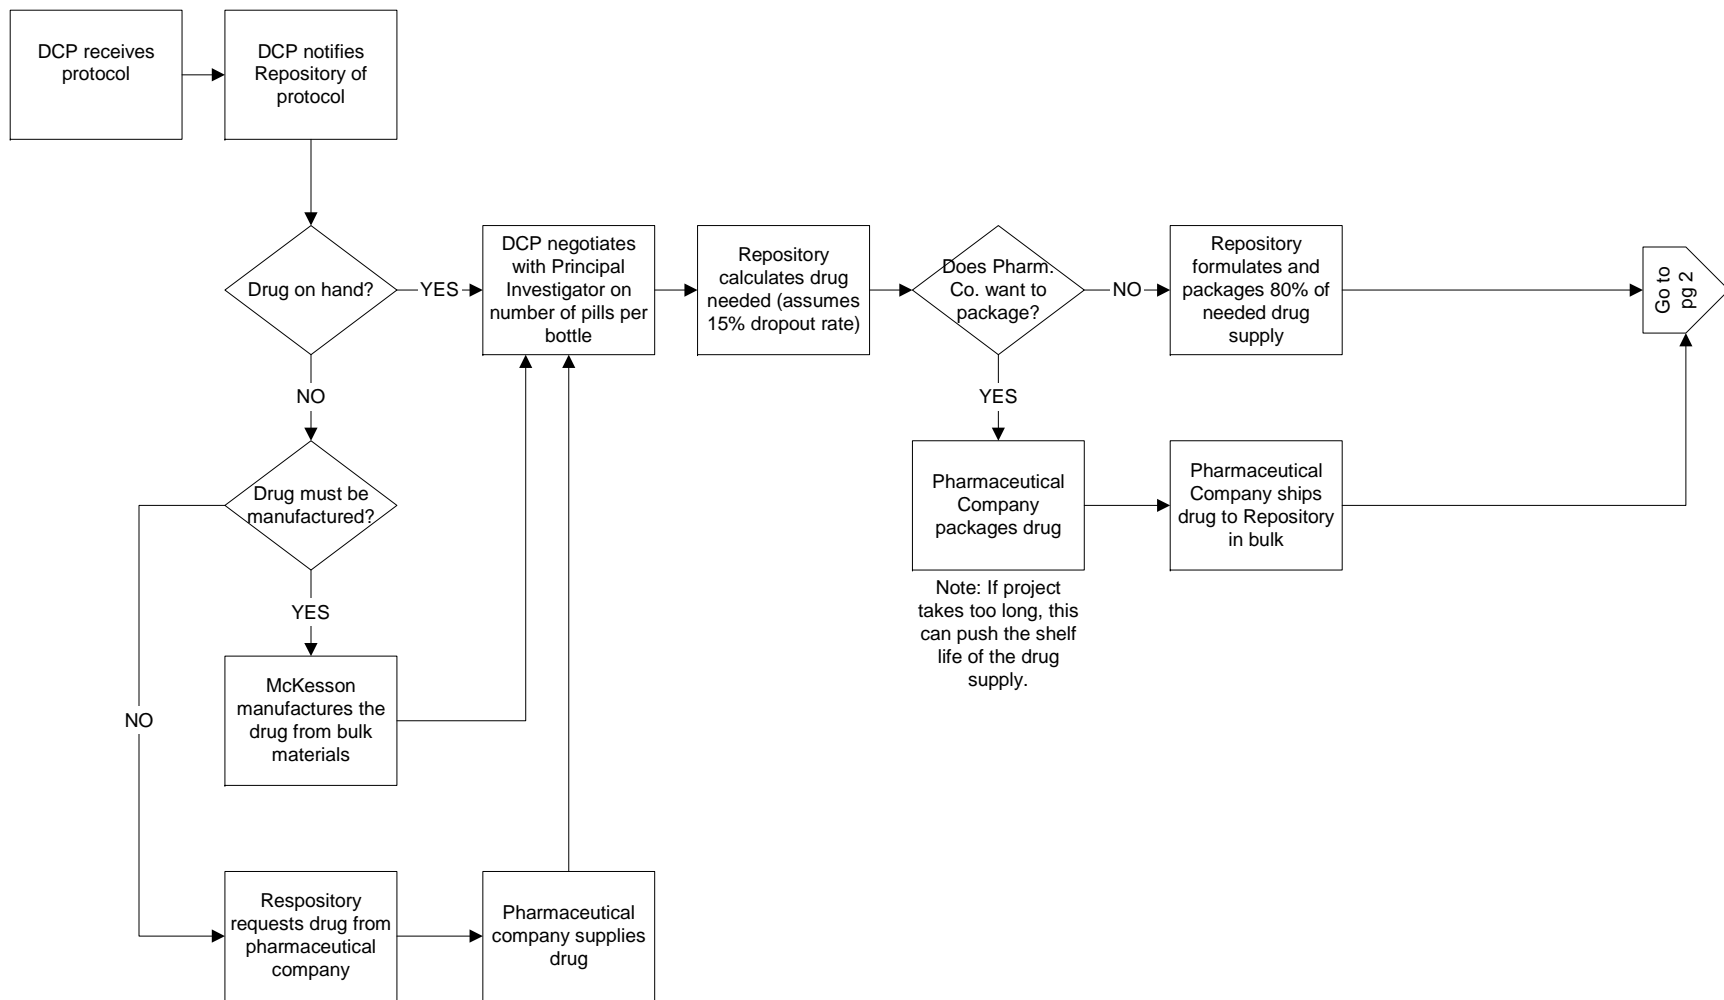 DCP receives
protocol
DCP notifies
Repository of
protocol
Drug on hand?
YES
DCP negotiates
with Principal
Investigator on
number of pills per
bottle
Repository
calculates drug
needed (assumes
15% dropout rate)
Does Pharm.
Co. want to
package?
NO
Repository
formulates and
packages 80% of
needed drug
supply
Go to
pg 2
NO
YES
Drug must be
manufactured?
Pharmaceutical
Company
packages drug
Pharmaceutical
Company ships
drug to Repository
in bulk
Note: If project
takes too long, this
can push the shelf
life of the drug
supply.
YES
NO
McKesson
manufactures the
drug from bulk
materials
Respository
requests drug from
pharmaceutical
company
Pharmaceutical
company supplies
drug